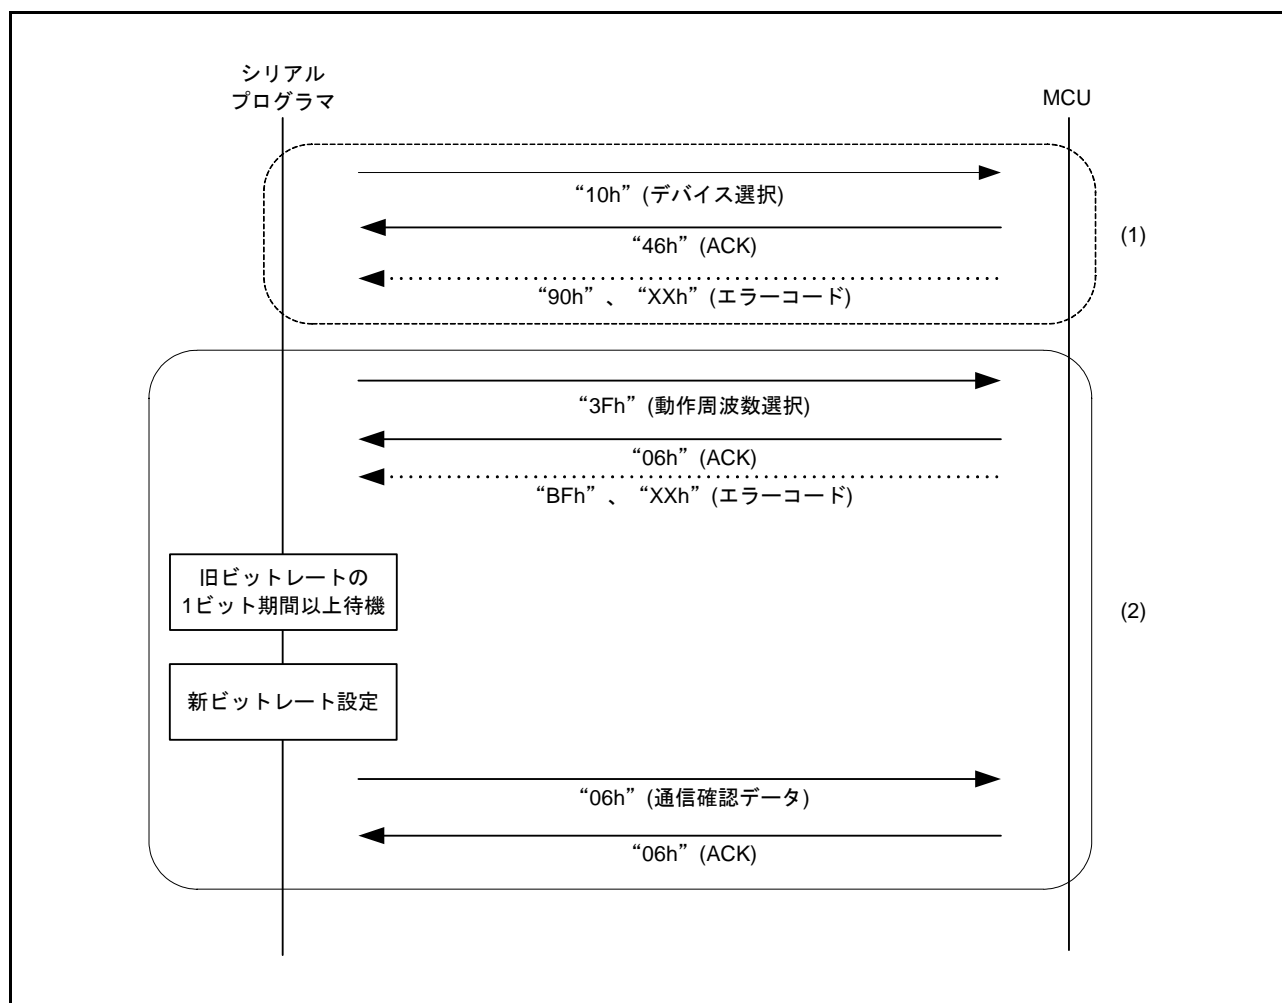 シリアル
プログラマ
MCU
“10h” (デバイス選択)
“46h” (ACK)
(1)
“90h” 、 “XXh” (エラーコード)
“3Fh” (動作周波数選択)
“06h” (ACK)
“BFh” 、 “XXh” (エラーコード)
旧ビットレートの
1ビット期間以上待機
(2)
新ビットレート設定
“06h” (通信確認データ)
“06h” (ACK)